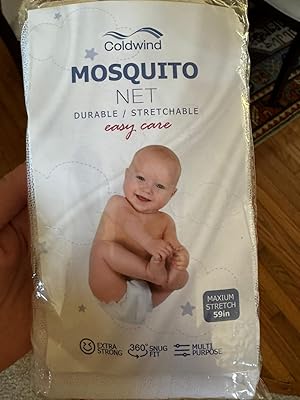 Coldwind
MOSQUITO
NET
DURABLE / STRETCHABLE
easy care
MAXIUM
STRETCH
59in
EXTRA
STRONG
360° SNUG
FIT
MULTI
PURPOSE